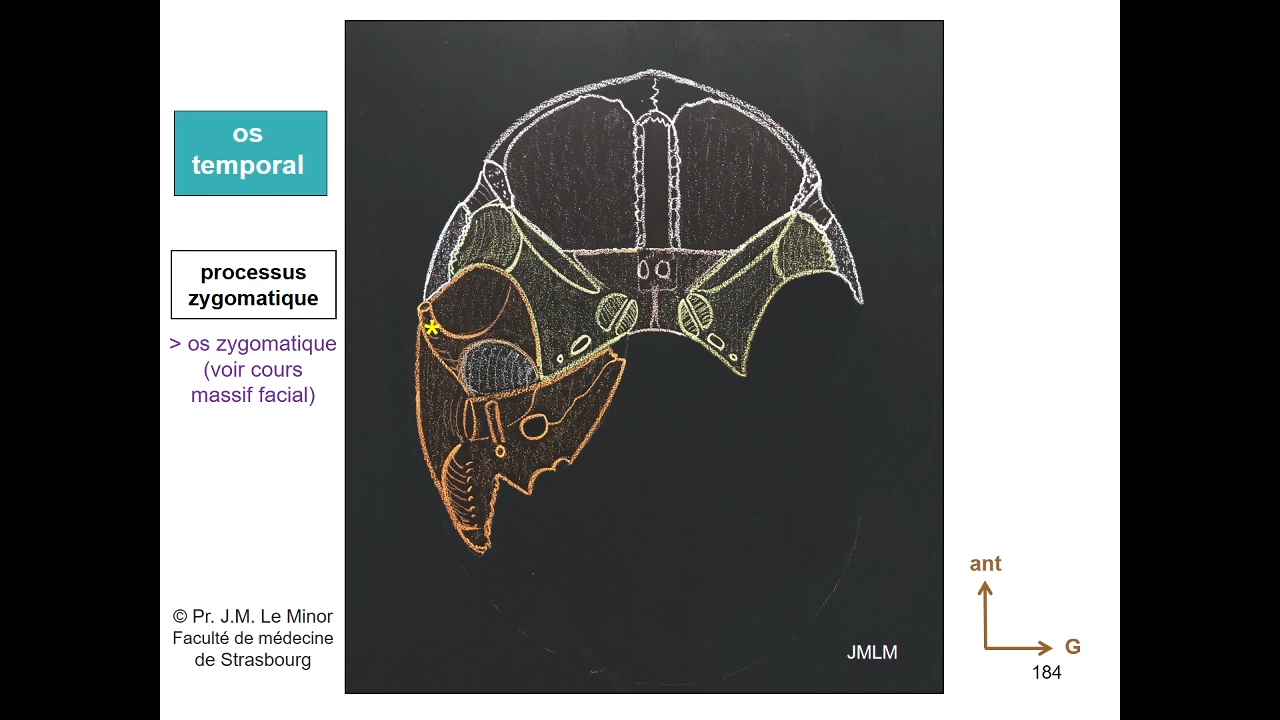 os
temporal
processus
zygomatique
> os zygomatique
(voir cours
massif facial)
*
© Pr. J.M. Le Minor
Faculté de médecine
de Strasbourg
JMLM
ant
G
184